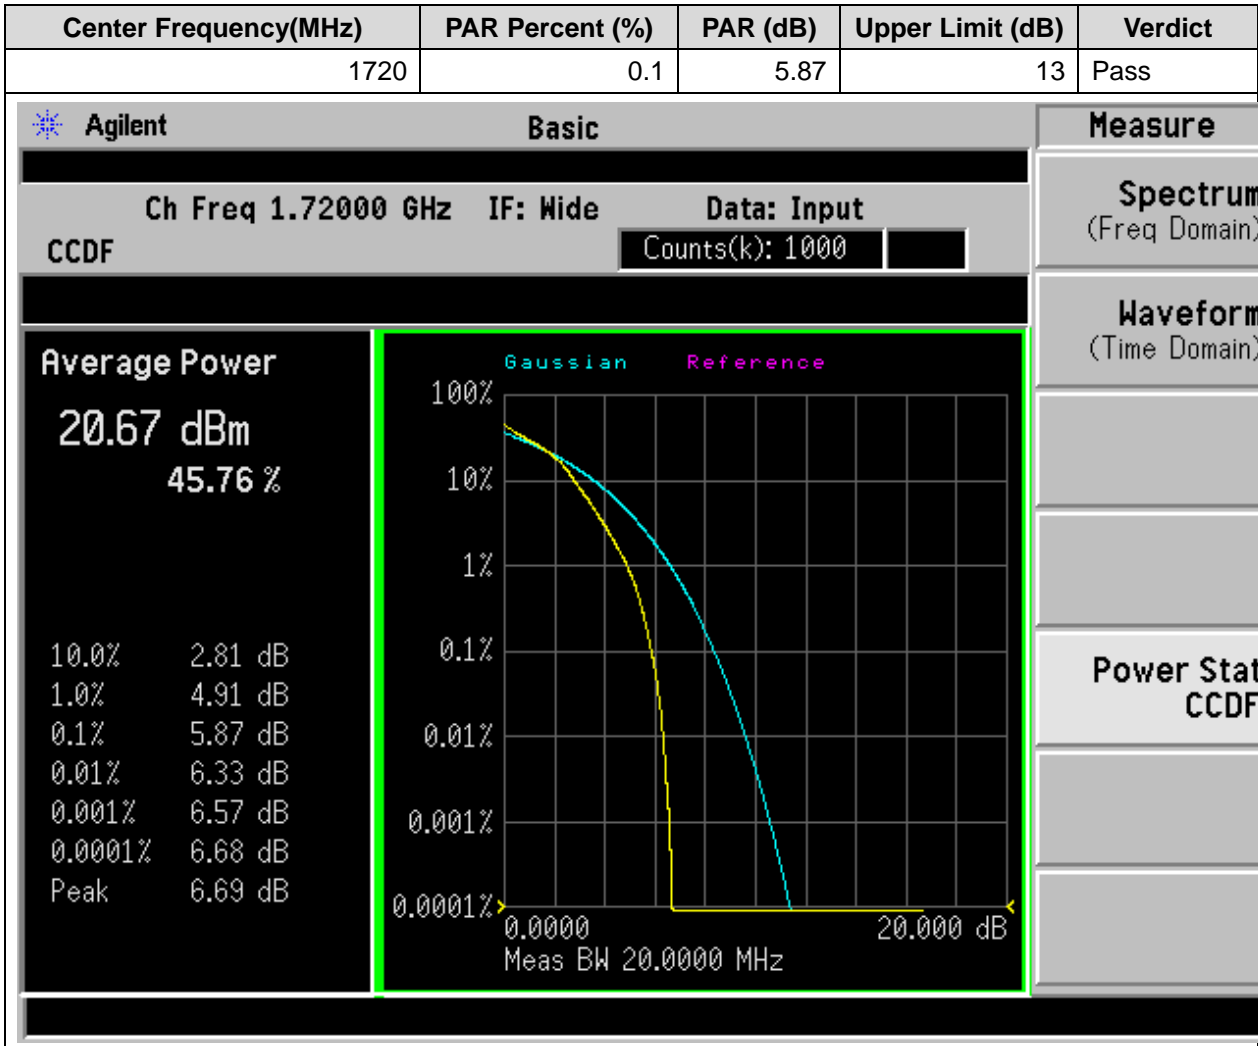 Center Frequency(MHz) PAR Percent (%) PAR (dB) Upper Limit (dB) Verdict
1720 0.1 5.87 13 Pass
Agilent Basic Measure
Ch Freq 1.72000 GHz IF: Wide Data: Input
CCDF Counts(k): 1000
Spectrum
(Freq Domain)
Waveform
(Time Domain)
Power Stat
CCDF
Average Power
20.67 dBm
45.76 %
10.0% 2.81 dB
1.0% 4.91 dB
0.1% 5.87 dB
0.01% 6.33 dB
0.001% 6.57 dB
0.0001% 6.68 dB
Peak 6.69 dB
Gaussian Reference
100%
10%
1%
0.1%
0.01%
0.001%
0.0001%
0.0000 20.000 dB
Meas BW 20.0000 MHz